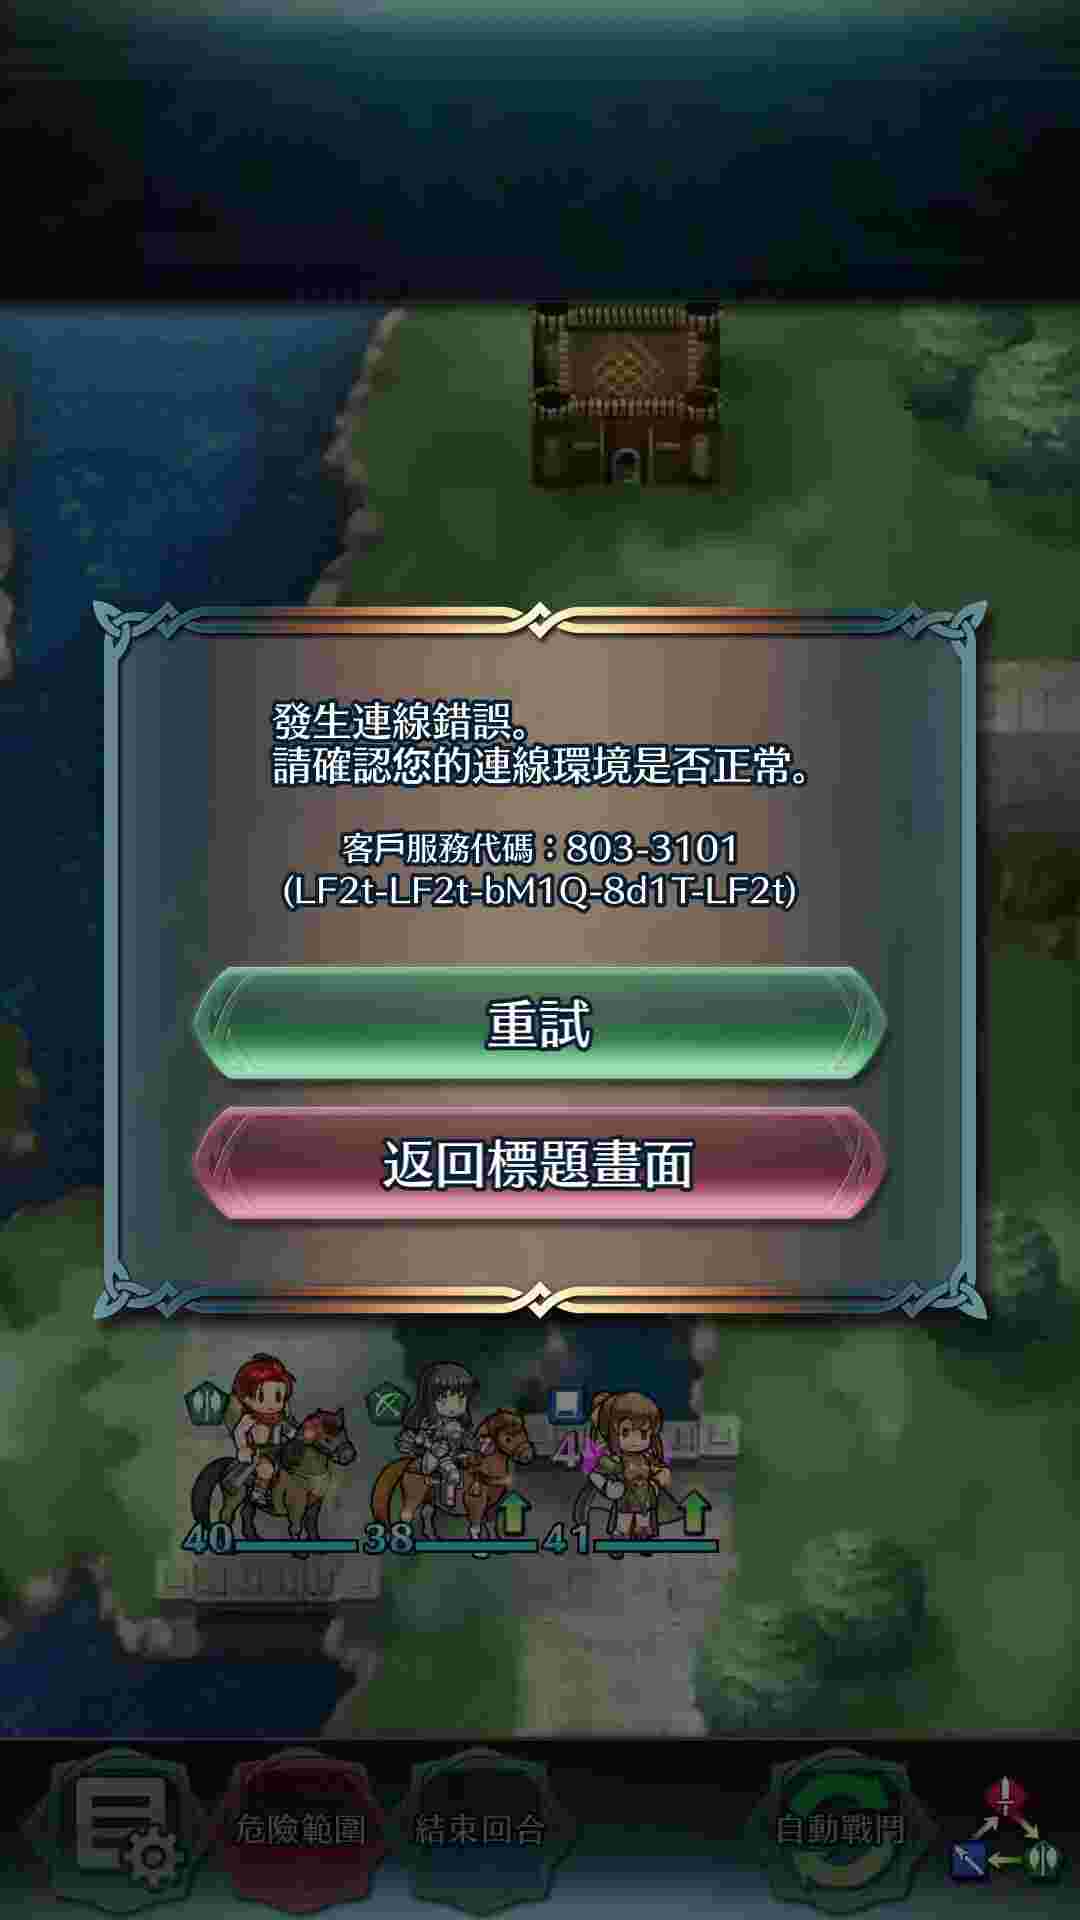 發生連線錯誤。
請確認您的連線環境是否正常。
客戶服務代碼：803-3101
(LF2t-LF2t-bM1Q-8d1T-LF2t)
重試
返回標題畫面
40
38
41
危險範圍
結束回合
自動戰鬥